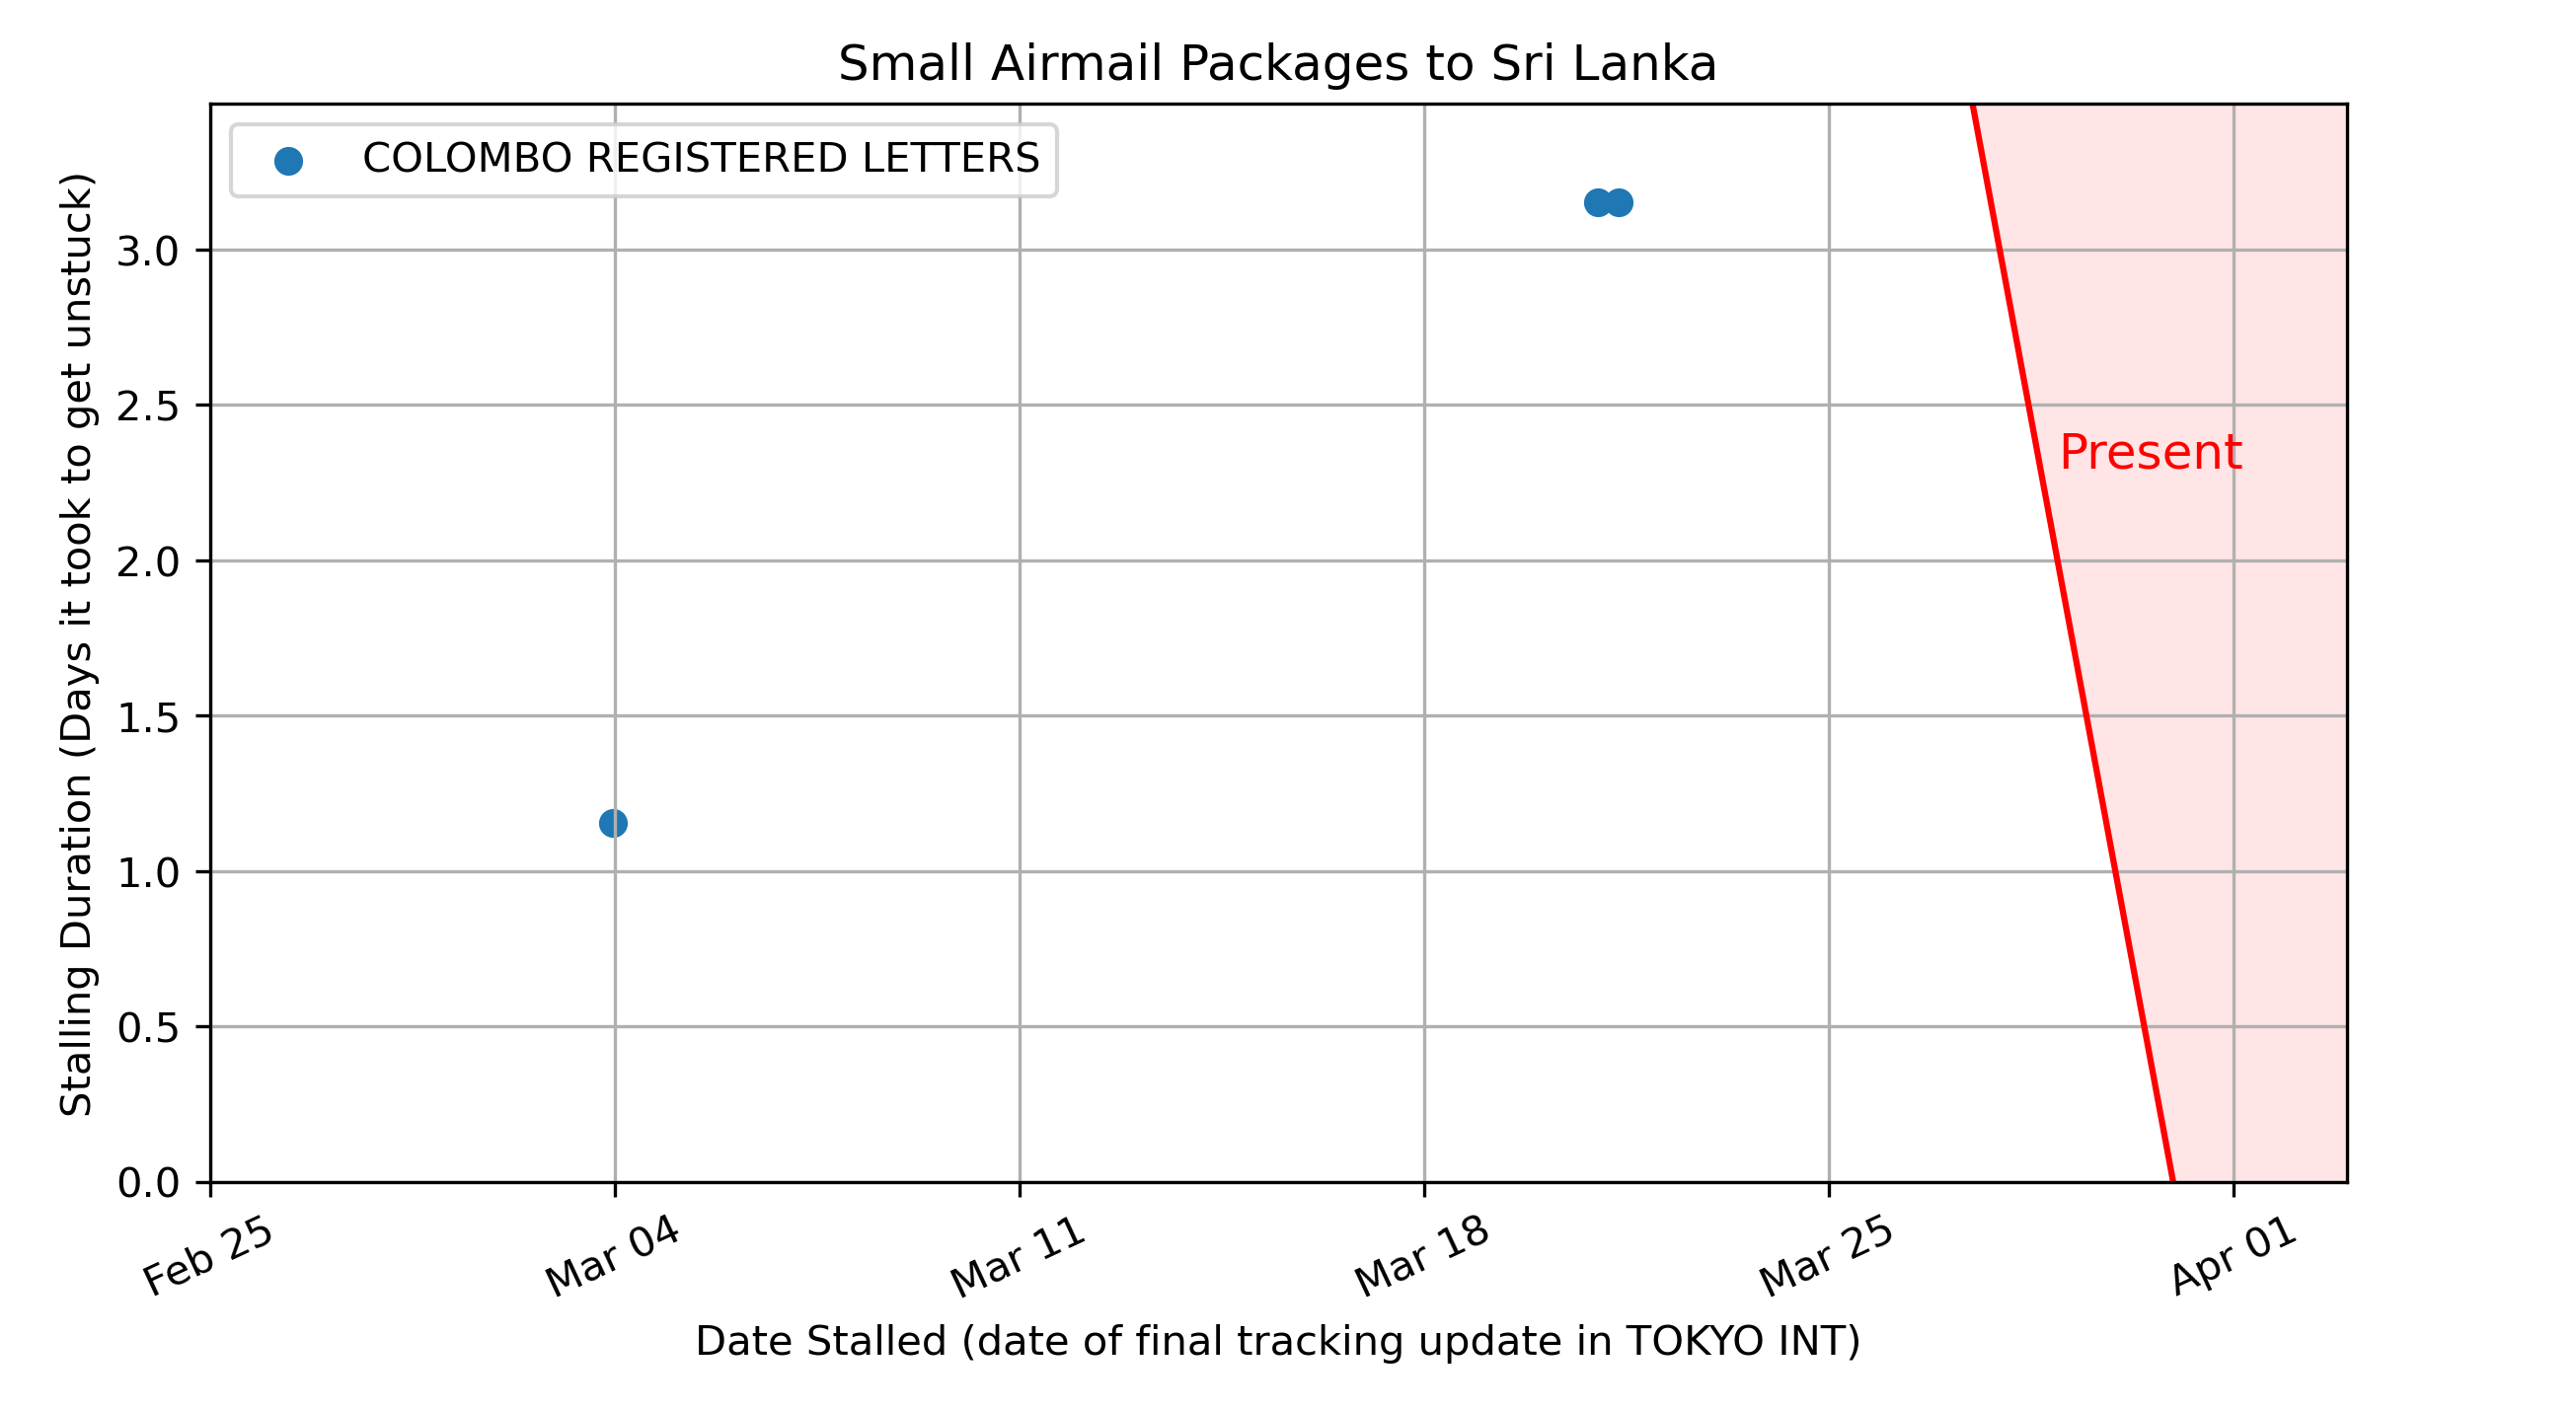 Small Airmail Packages to Sri Lanka
COLOMBO REGISTERED LETTERS
Stalling Duration (Days it took to get unstuck)
3.0
2.5
2.0
1.5
1.0
0.5
0.0
Present
Feb 25
Mar 04
Mar 11
Mar 18
Mar 25
Apr 01
Date Stalled (date of final tracking update in TOKYO INT)